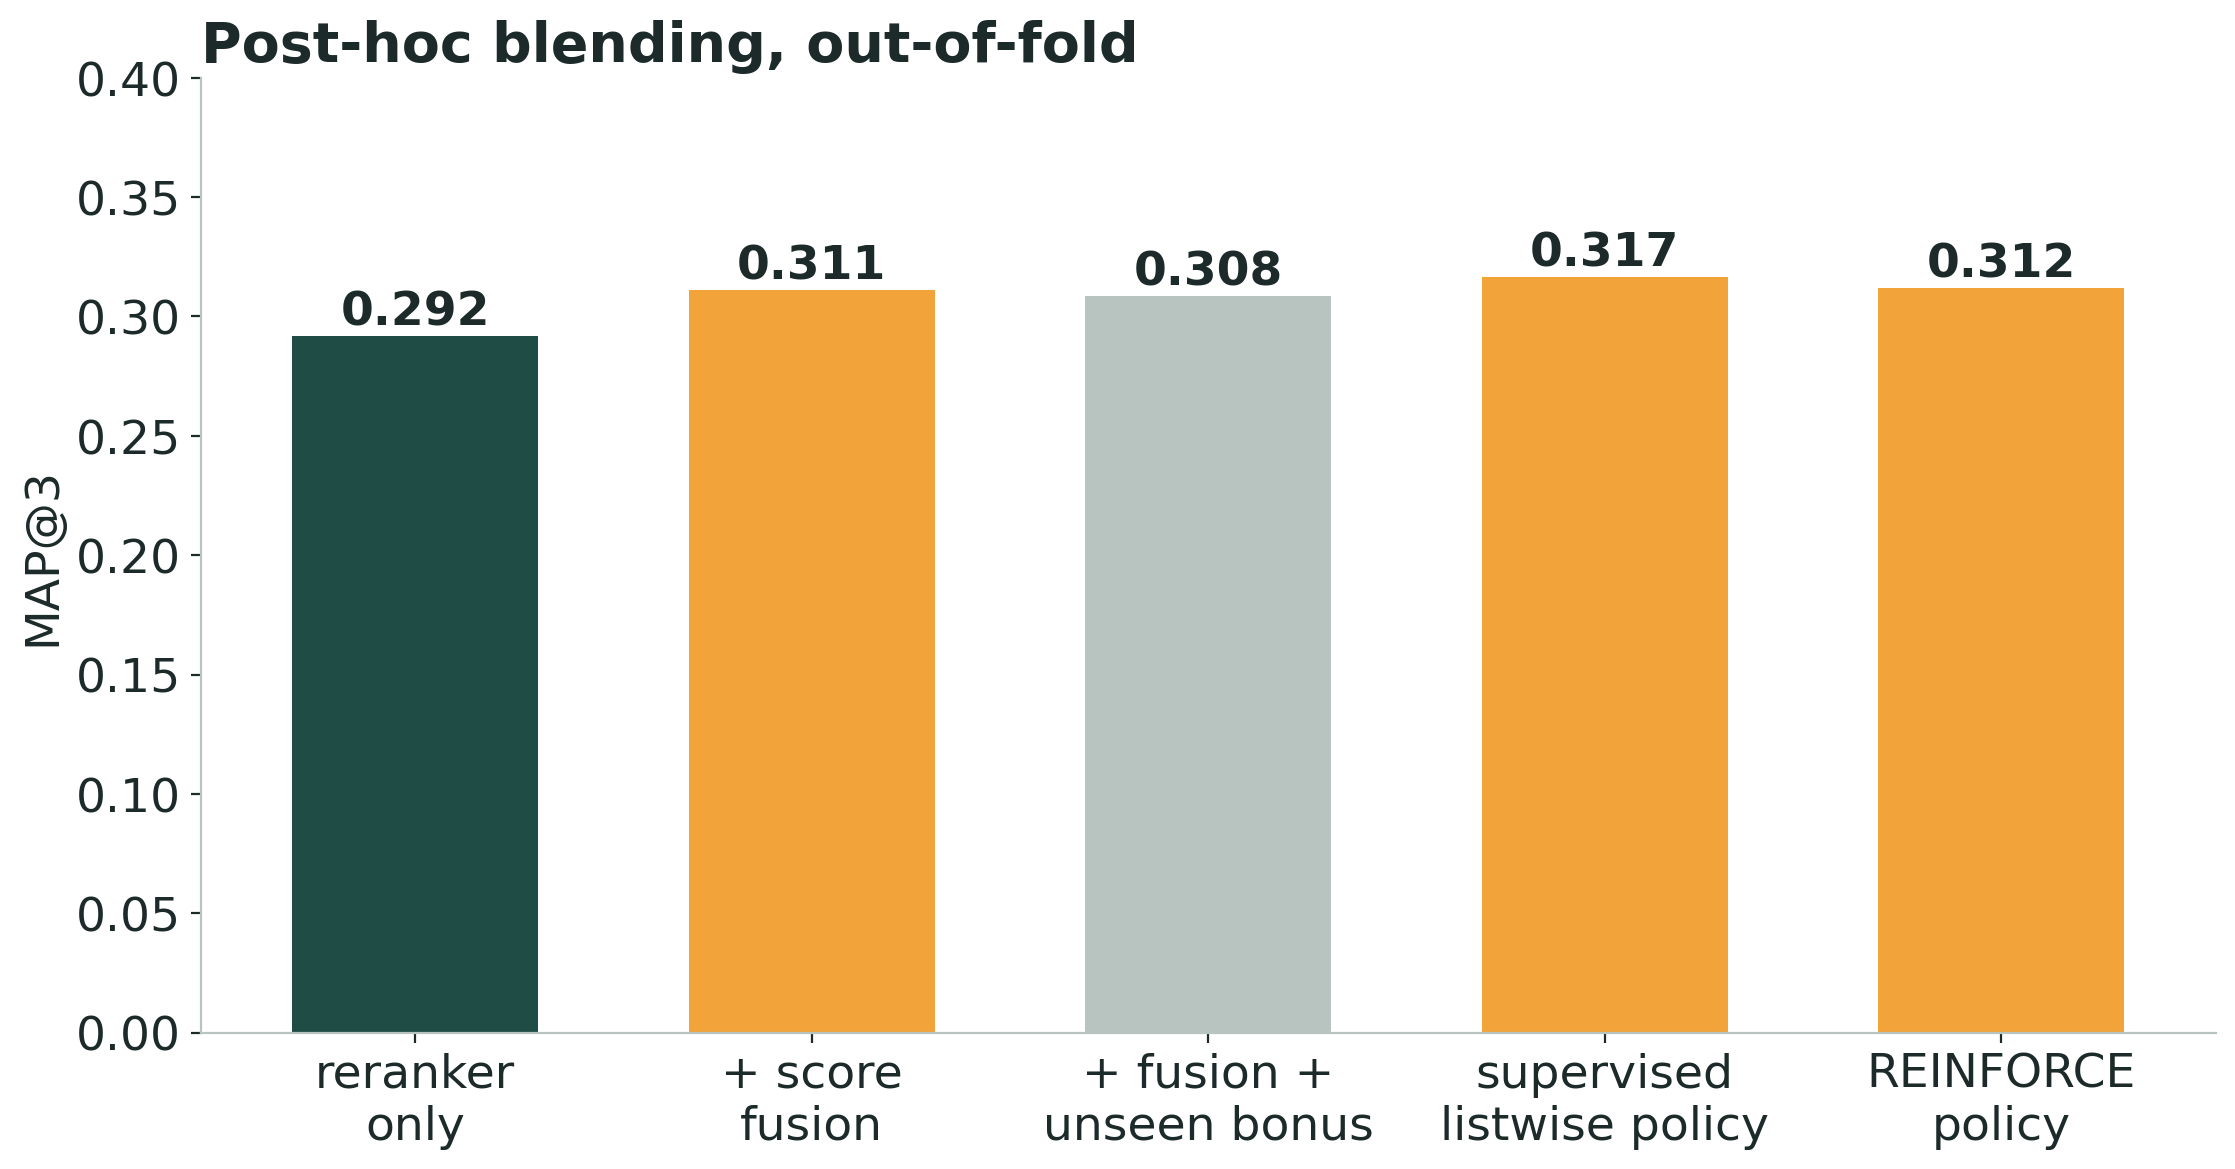 Post-hoc blending, out-of-fold
0.40
0.35
0.30
0.25
0.20
0.15
0.10
0.05
0.00
MAP@3
0.292
0.311
0.308
0.317
0.312
reranker
only
+ score
fusion
+ fusion +
unseen bonus
supervised
listwise policy
REINFORCE
policy